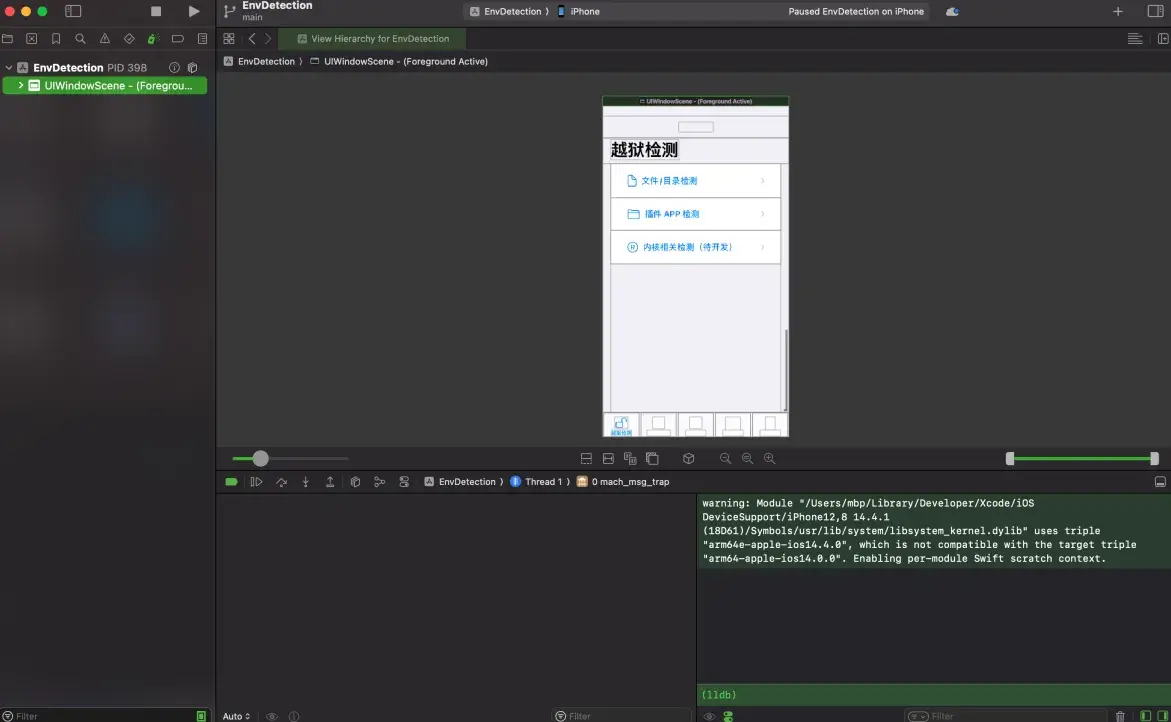 EnvDetection
main
EnvDetection
iPhone
Paused EnvDetection on iPhone
View Hierarchy for EnvDetection
EnvDetection PID 398
EnvDetection
UIWindowScene - (Foreground Active)
UIWindowScene - (Foregrou...
UIWindowScene - (Foreground Active)
越狱检测
文件/目录检测
插件 APP 检测
内核相关检测（待开发）
越狱检测
EnvDetection
Thread 1
0 mach_msg_trap
warning: Module "/Users/mbp/Library/Developer/Xcode/iOS
DeviceSupport/iPhone12,8 14.4.1
(18D61)/Symbols/usr/lib/system/libsystem_kernel.dylib" uses triple
"arm64e-apple-ios14.4.0", which is not compatible with the target triple
"arm64-apple-ios14.0.0". Enabling per-module Swift scratch context.
(lldb)
Filter
Auto
Filter
Filter